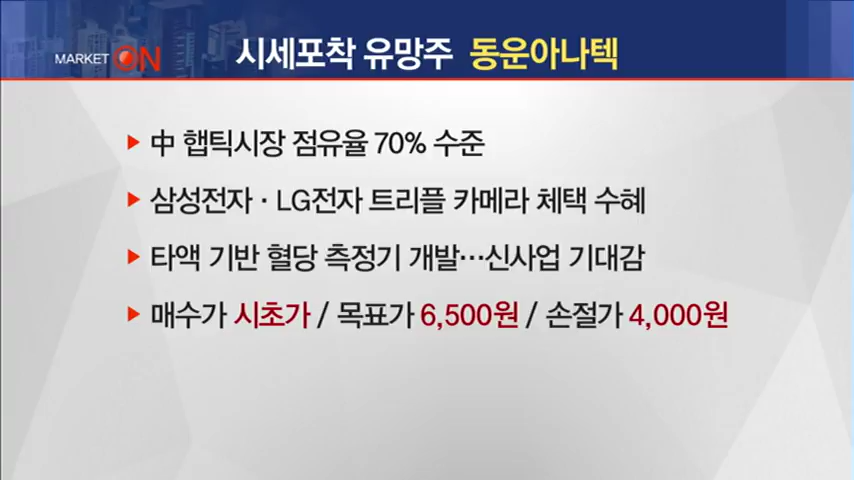 MARKET ON 시세포착 유망주 동운아나텍
▶ 中 햅틱시장 점유율 70% 수준
▶ 삼성전자·LG전자 트리플 카메라 체택 수혜
▶ 타액 기반 혈당 측정기 개발…신사업 기대감
▶ 매수가 시초가 / 목표가 6,500원 / 손절가 4,000원